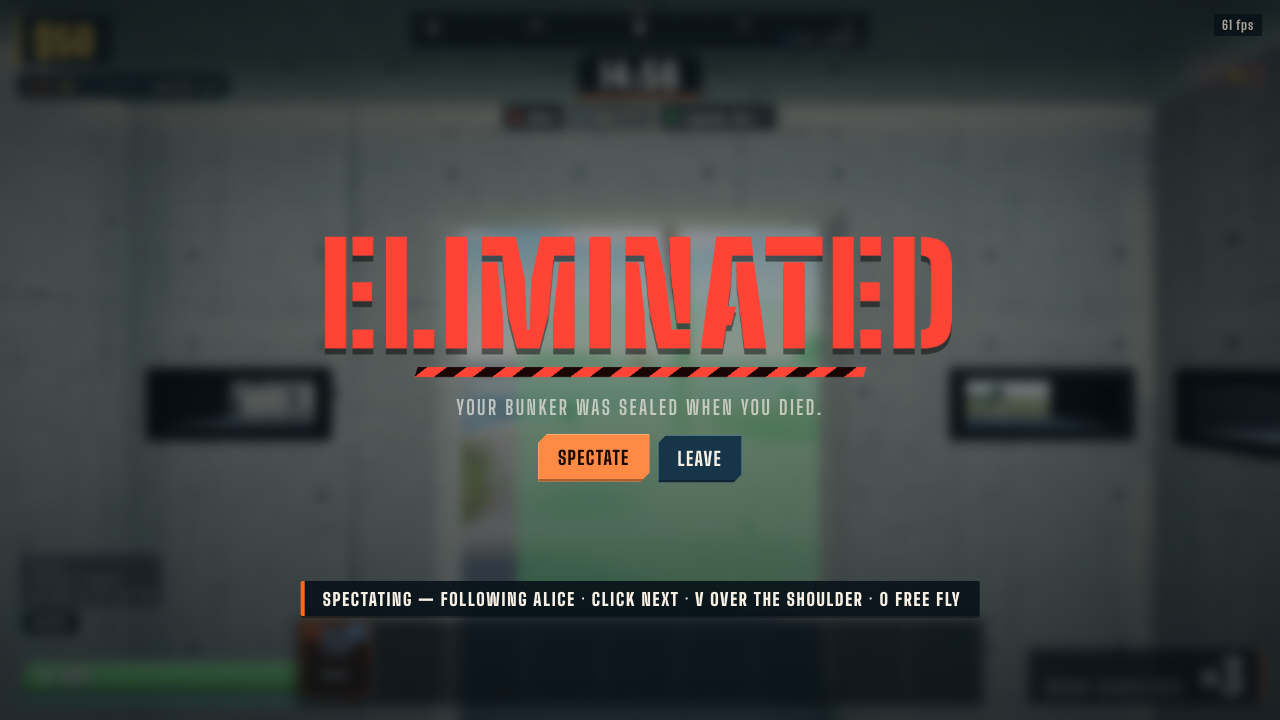 61 fps
ELIMINATED
YOUR BUNKER WAS SEALED WHEN YOU DIED.
SPECTATE
LEAVE
SPECTATING — FOLLOWING ALICE · CLICK NEXT · V OVER THE SHOULDER · O FREE FLY